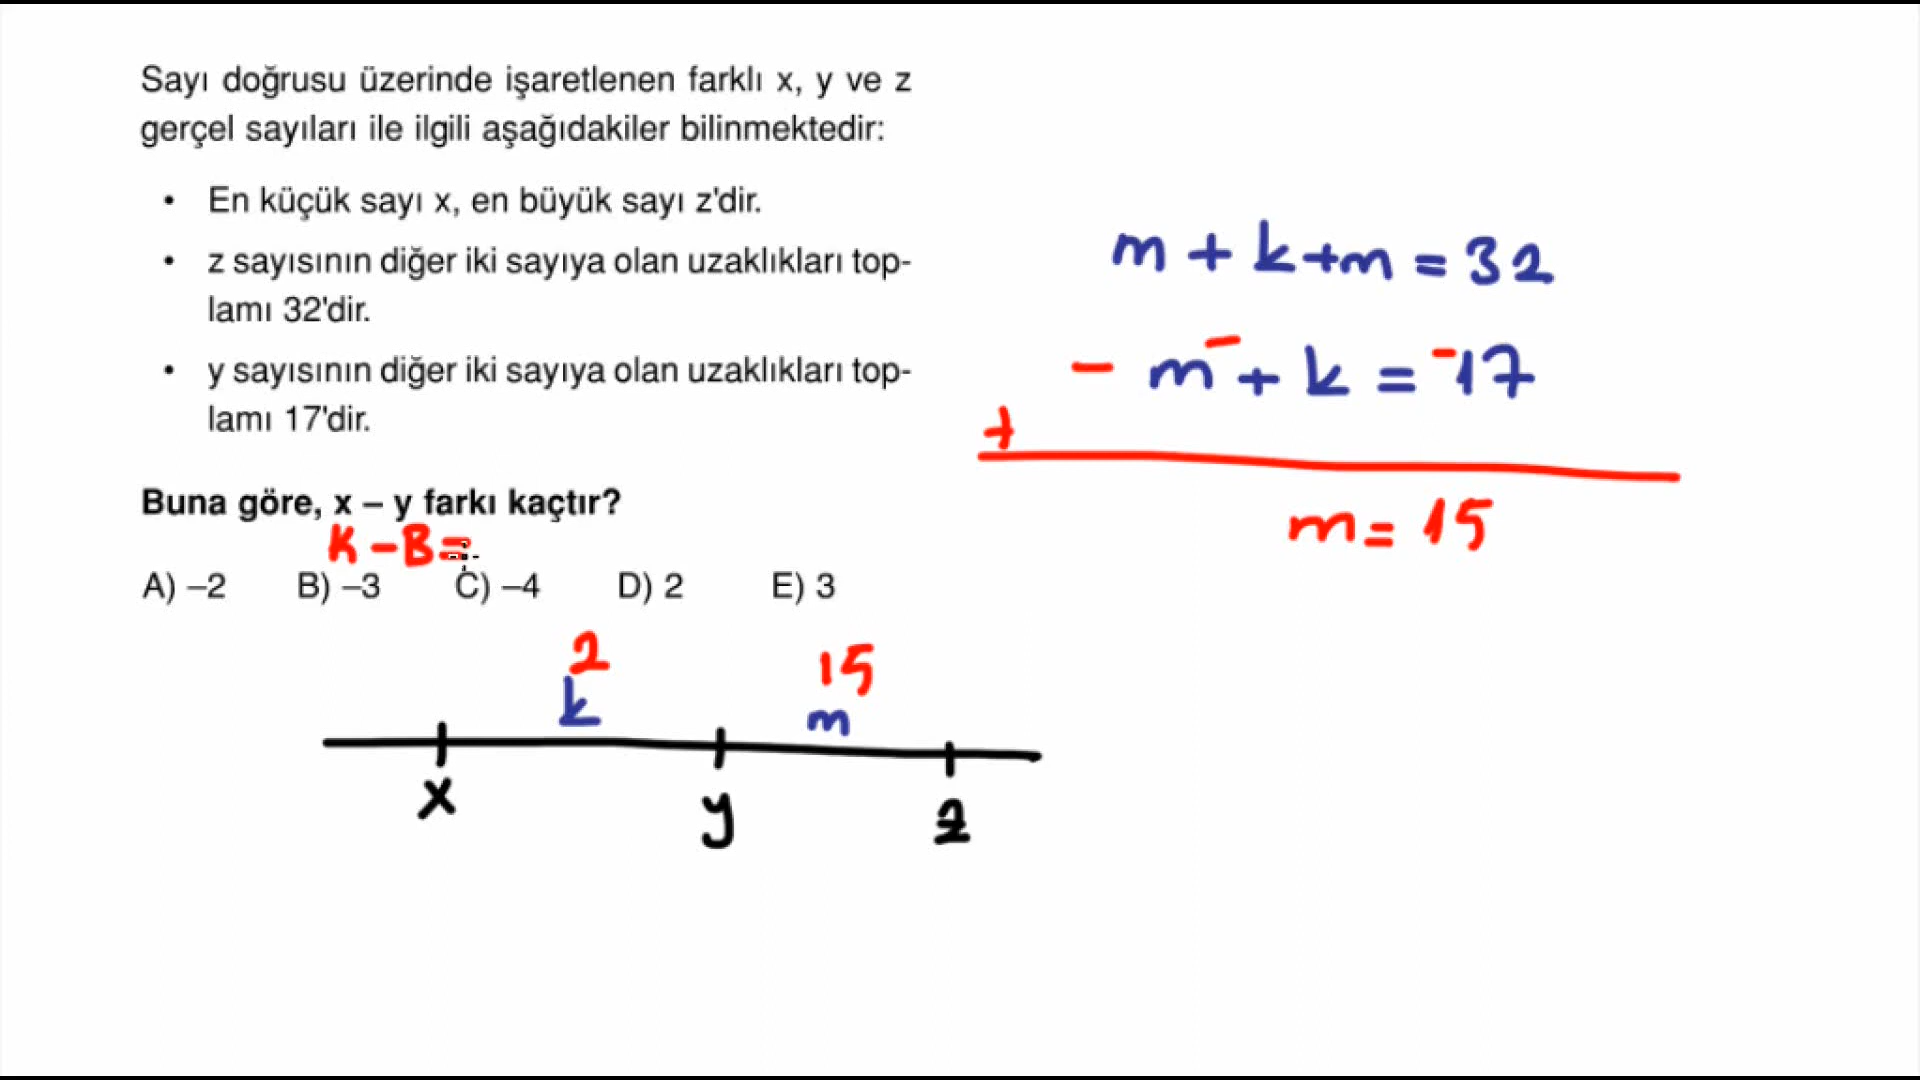 Sayı doğrusu üzerinde işaretlenen farklı x, y ve z
gerçel sayıları ile ilgili aşağıdakiler bilinmektedir:
• En küçük sayı x, en büyük sayı z'dir.
• z sayısının diğer iki sayıya olan uzaklıkları top-
lamı 32'dir.
• y sayısının diğer iki sayıya olan uzaklıkları top-
lamı 17'dir.
Buna göre, x – y farkı kaçtır?
K - B =
A) –2 B) –3 C) –4 D) 2 E) 3
m + k + m = 32
- m - + k = -17
+
m = 15
2 15
k m
x y z